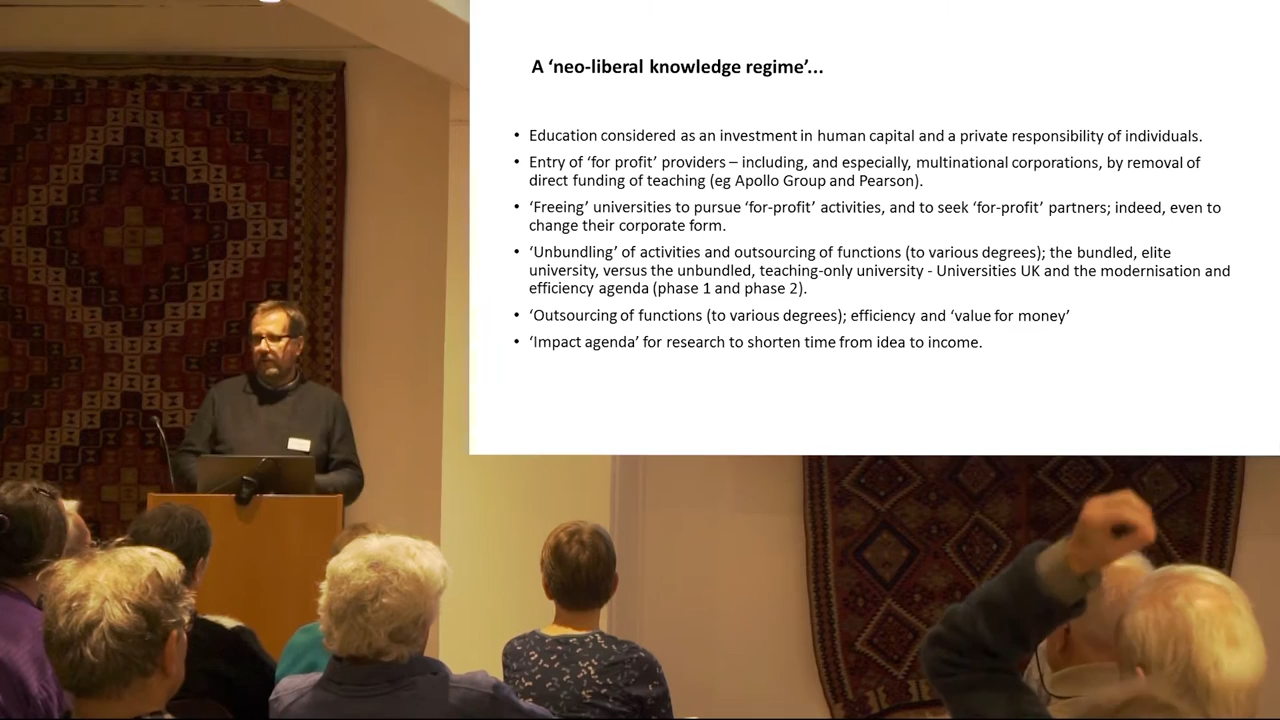 A ‘neo-liberal knowledge regime’...
• Education considered as an investment in human capital and a private responsibility of individuals.
• Entry of ‘for profit’ providers – including, and especially, multinational corporations, by removal of
direct funding of teaching (eg Apollo Group and Pearson).
• ‘Freeing’ universities to pursue ‘for-profit’ activities, and to seek ‘for-profit’ partners; indeed, even to
change their corporate form.
• ‘Unbundling’ of activities and outsourcing of functions (to various degrees); the bundled, elite
university, versus the unbundled, teaching-only university - Universities UK and the modernisation and
efficiency agenda (phase 1 and phase 2).
• ‘Outsourcing of functions (to various degrees); efficiency and ‘value for money’
• ‘Impact agenda’ for research to shorten time from idea to income.